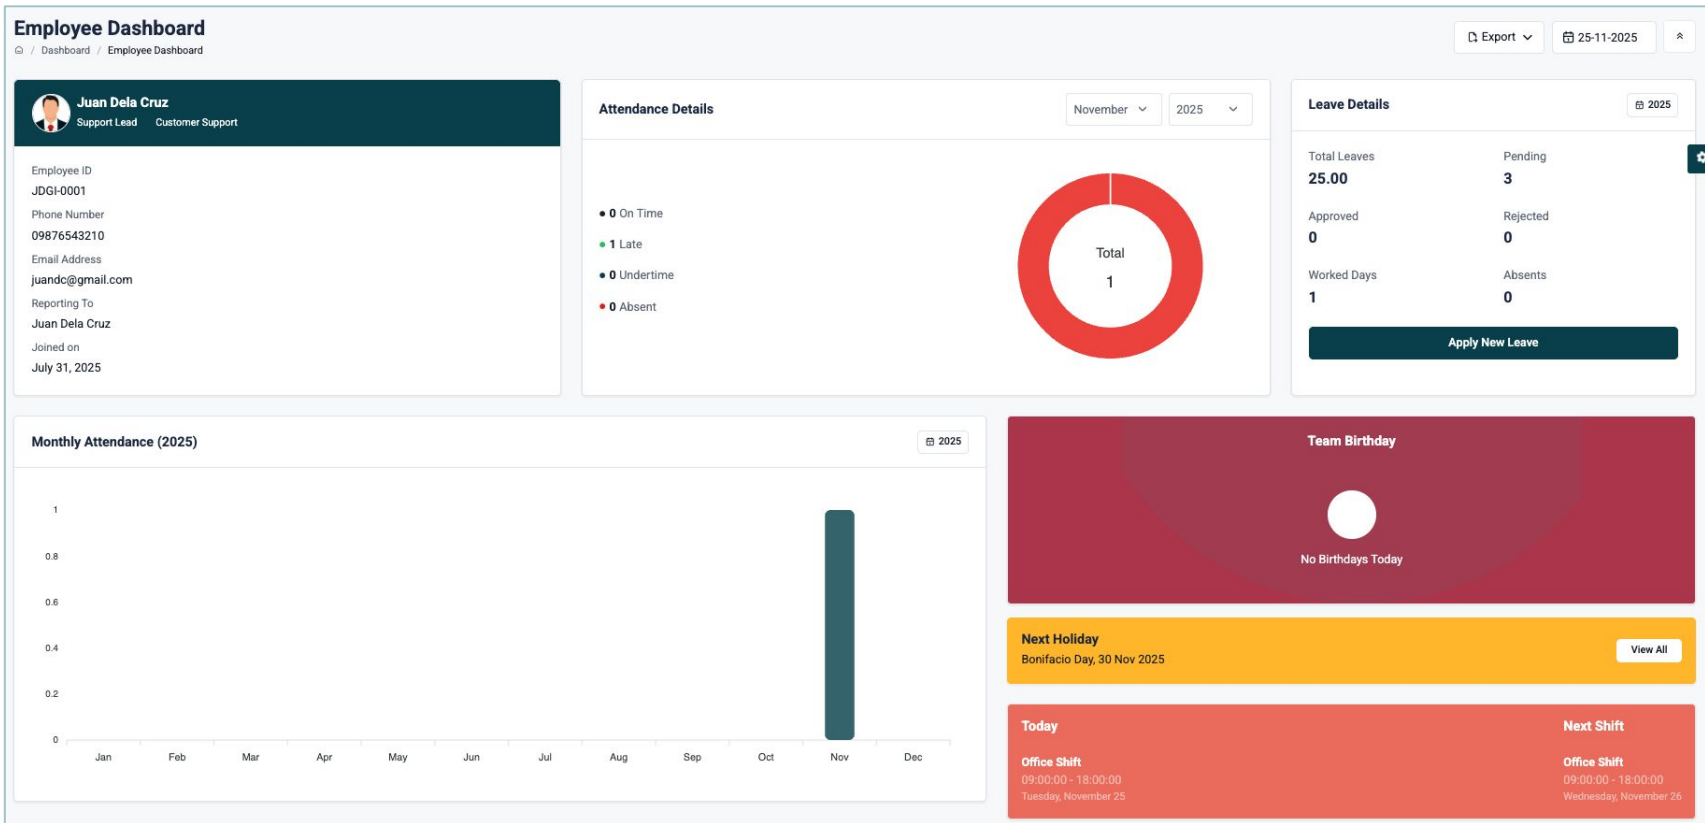 Employee Dashboard
/ Dashboard / Employee Dashboard
Export
25-11-2025
Juan Dela Cruz
Support Lead Customer Support
Employee ID
JDGI-0001
Phone Number
09876543210
Email Address
juandc@gmail.com
Reporting To
Juan Dela Cruz
Joined on
July 31, 2025
Attendance Details
November
2025
0 On Time
1 Late
0 Undertime
0 Absent
Total
1
Leave Details
2025
Total Leaves Pending
25.00 3
Approved Rejected
0 0
Worked Days Absents
1 0
Apply New Leave
Monthly Attendance (2025)
2025
1
0.8
0.6
0.4
0.2
0
Jan Feb Mar Apr May Jun Jul Aug Sep Oct Nov Dec
Team Birthday
No Birthdays Today
Next Holiday
Bonifacio Day, 30 Nov 2025
View All
Today Next Shift
Office Shift Office Shift
09:00:00 - 18:00:00 09:00:00 - 18:00:00
Tuesday, November 25 Wednesday, November 26